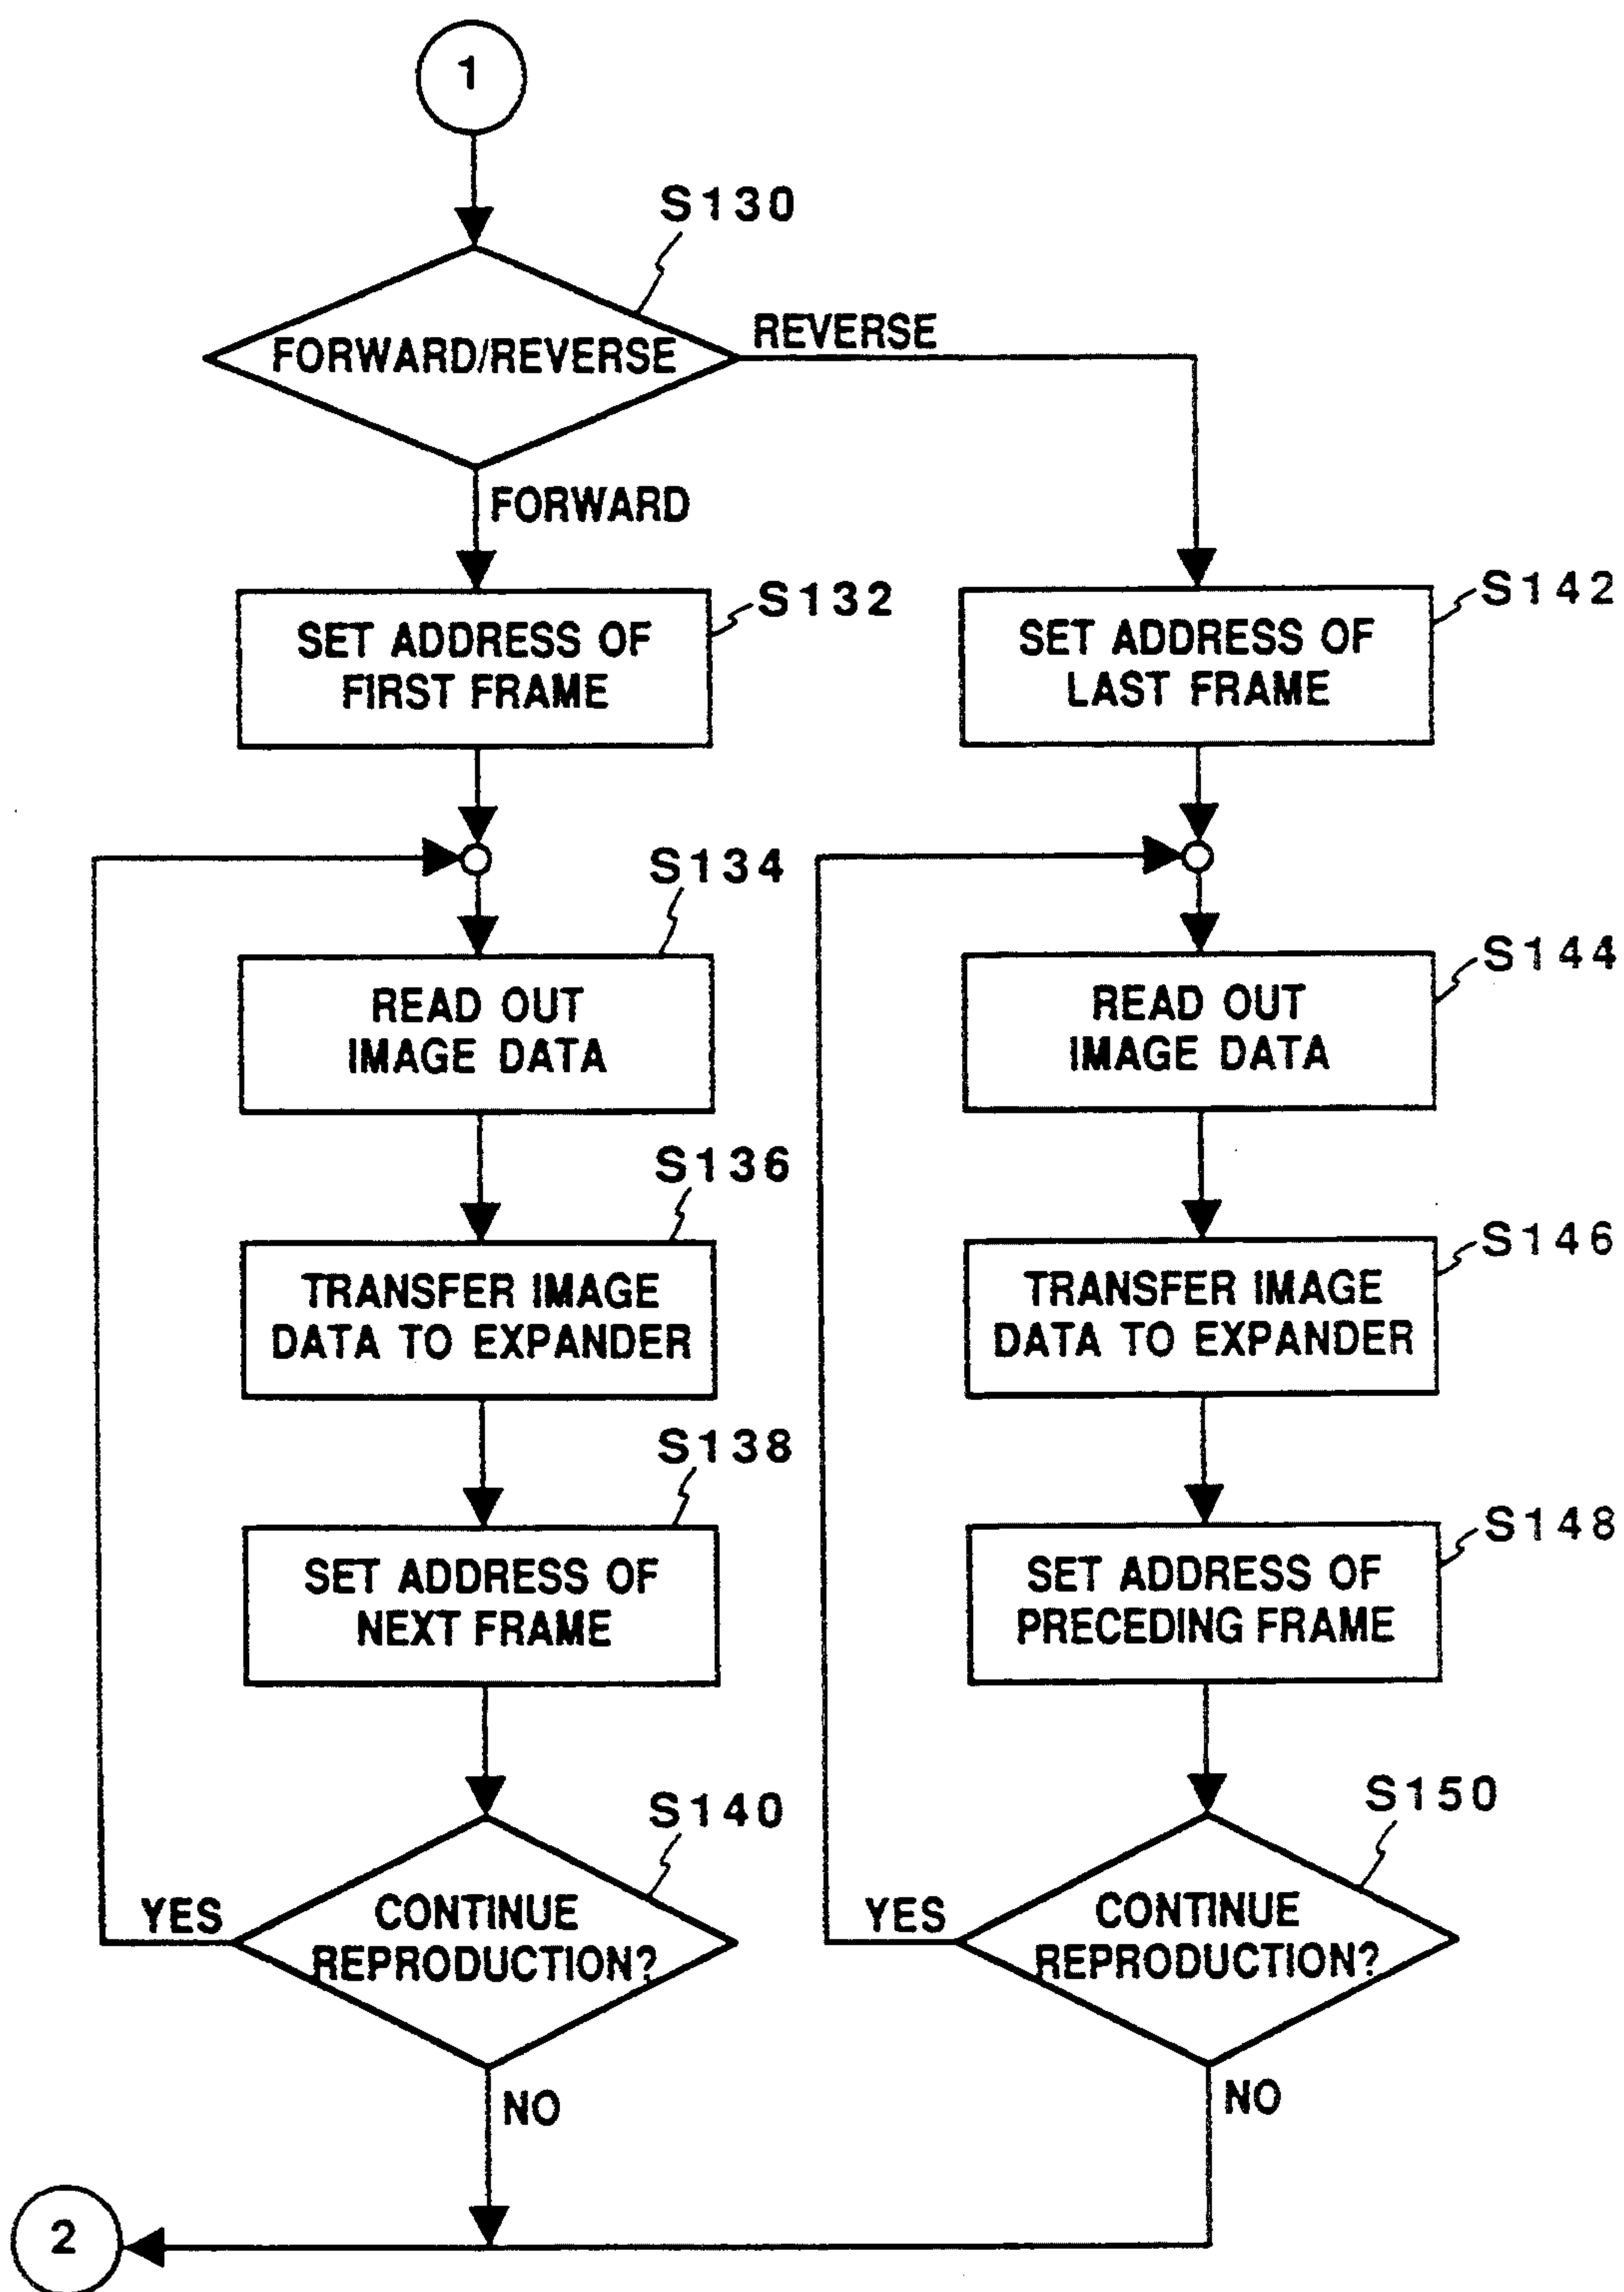 1
S130
FORWARD/REVERSE
REVERSE
FORWARD
S132
SET ADDRESS OF
FIRST FRAME
S134
READ OUT
IMAGE DATA
S136
TRANSFER IMAGE
DATA TO EXPANDER
S138
SET ADDRESS OF
NEXT FRAME
S140
CONTINUE
REPRODUCTION?
YES
NO
S142
SET ADDRESS OF
LAST FRAME
S144
READ OUT
IMAGE DATA
S146
TRANSFER IMAGE
DATA TO EXPANDER
S148
SET ADDRESS OF
PRECEDING FRAME
S150
CONTINUE
REPRODUCTION?
YES
NO
2